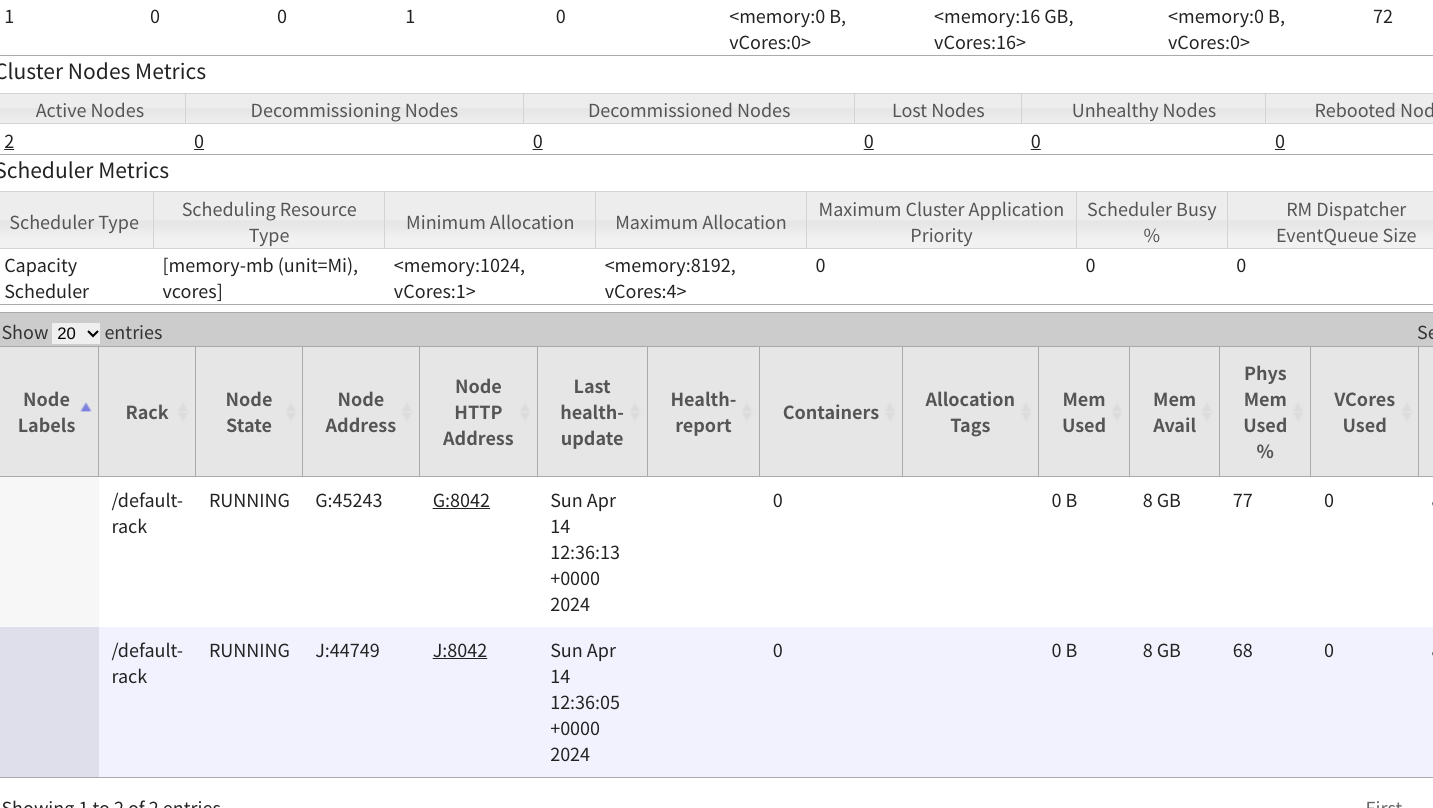 1 0 0 1 0 <memory:0 B, vCores:0> <memory:16 GB, vCores:16> <memory:0 B, vCores:0> 72
Cluster Nodes Metrics
Active Nodes Decommissioning Nodes Decommissioned Nodes Lost Nodes Unhealthy Nodes Rebooted Nod
2 0 0 0 0 0
Scheduler Metrics
Scheduler Type Scheduling Resource Type Minimum Allocation Maximum Allocation Maximum Cluster Application Priority Scheduler Busy % RM Dispatcher EventQueue Size
Capacity Scheduler [memory-mb (unit=Mi), vcores] <memory:1024, vCores:1> <memory:8192, vCores:4> 0 0 0
Show 20 entries Se
Node Labels Rack Node State Node Address Node HTTP Address Last health-update Health-report Containers Allocation Tags Mem Used Mem Avail Phys Mem Used % VCores Used
/default-rack RUNNING G:45243 G:8042 Sun Apr 14 12:36:13 +0000 2024 0 0 B 8 GB 77 0
/default-rack RUNNING J:44749 J:8042 Sun Apr 14 12:36:05 +0000 2024 0 0 B 8 GB 68 0
Showing 1 to 2 of 2 entries First